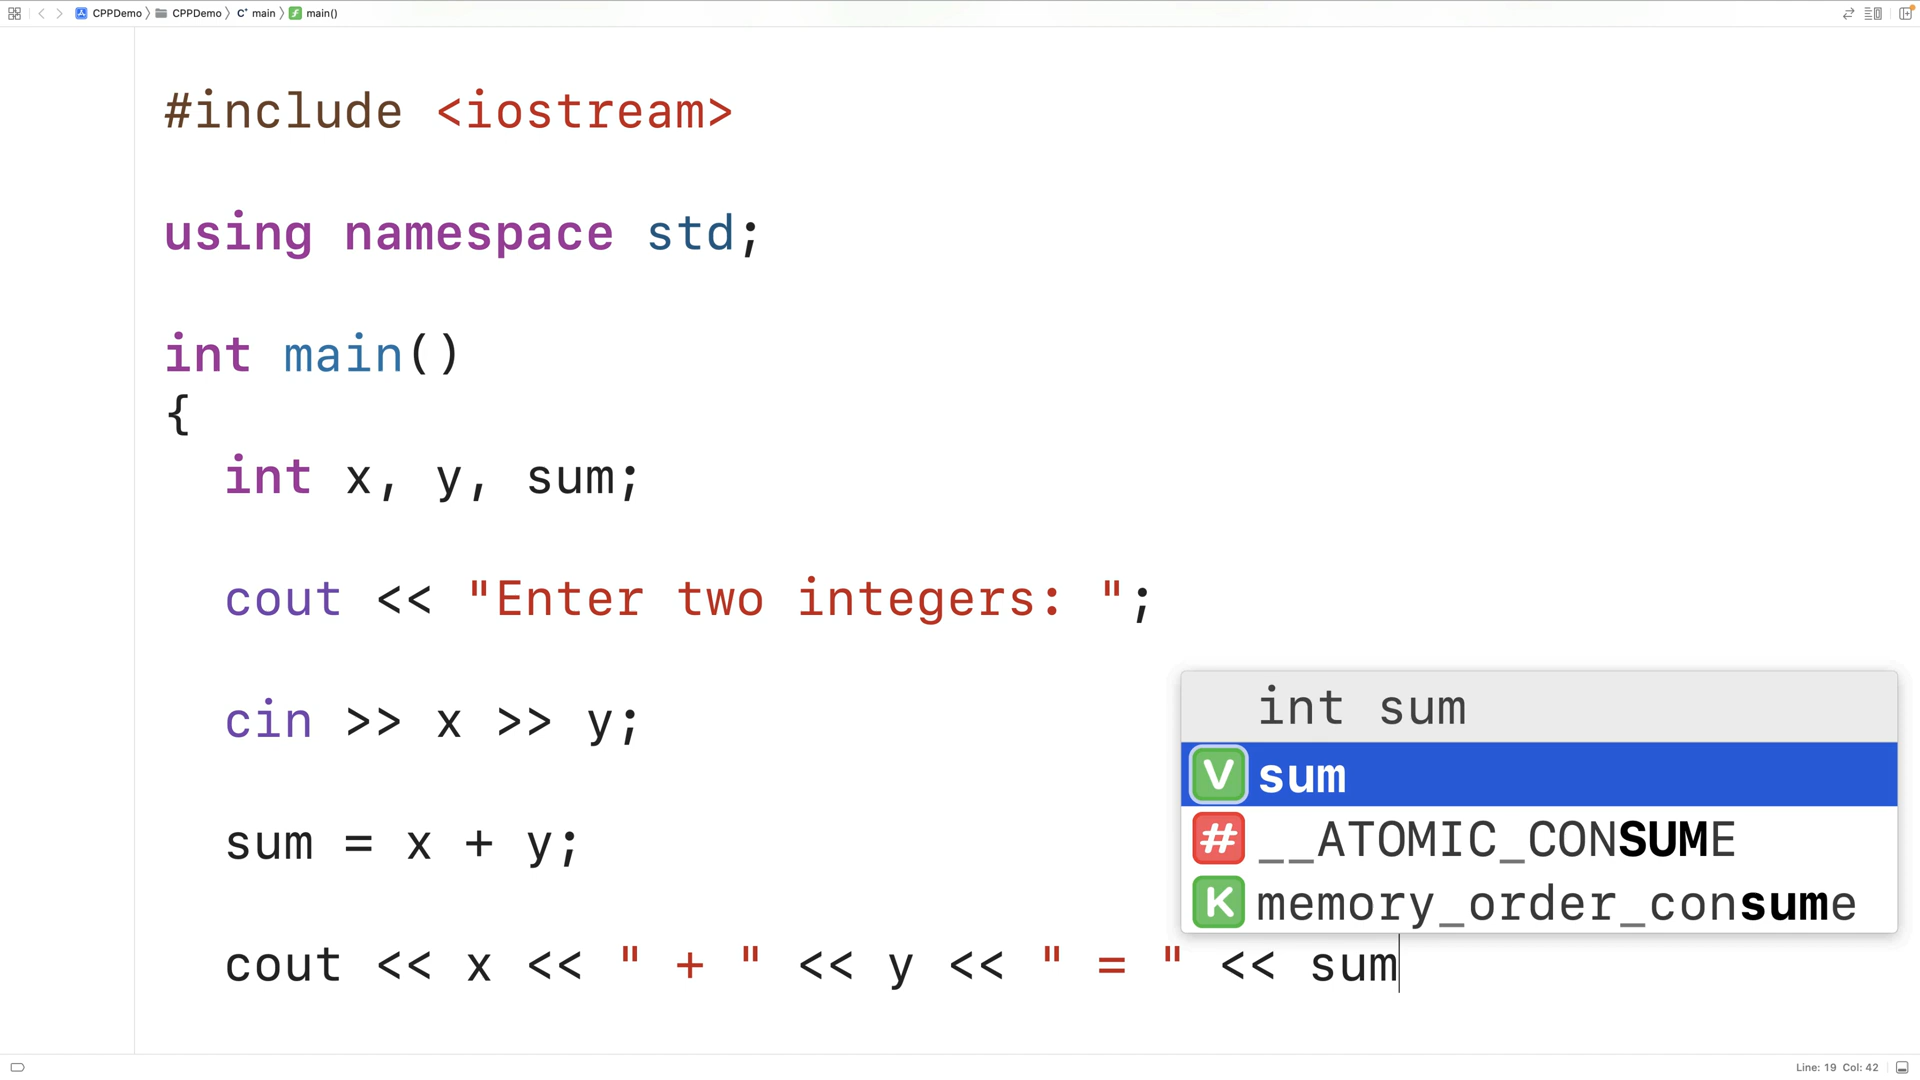 CPPDemo CPPDemo C+ main f main()
#include <iostream>
using namespace std;
int main()
{
int x, y, sum;
cout << "Enter two integers: ";
cin >> x >> y;
int sum
V sum
sum = x + y;
# __ATOMIC_CONSUME
K memory_order_consume
cout << x << " + " << y << " = " << sum
Line: 19 Col: 42